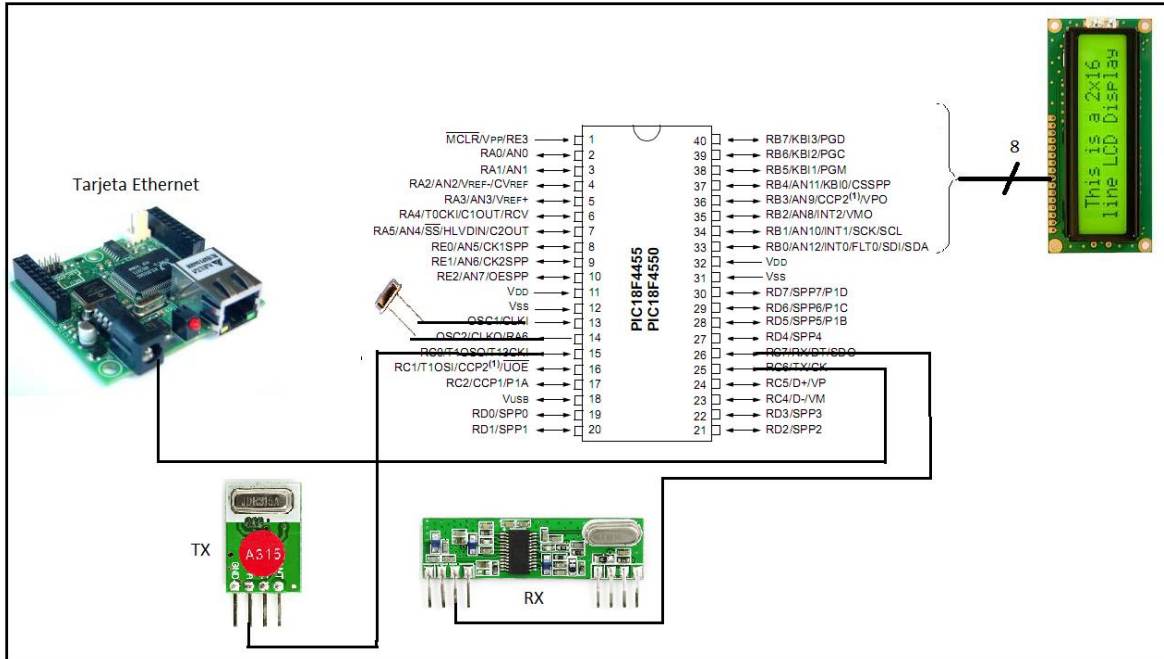 Tarjeta Ethernet
MCLR/VPP/RE3
RA0/AN0
RA1/AN1
RA2/AN2/VREF-/CVREF
RA3/AN3/VREF+
RA4/T0CKI/C1OUT/RCV
RA5/AN4/SS/HLVDIN/C2OUT
RE0/AN5/CK1SPP
RE1/AN6/CK2SPP
RE2/AN7/OESPP
VDD
VSS
OSC1/CLKI
OSC2/CLKO/RA6
RC0/T1OSO/T13CKI
RC1/T1OSI/CCP2(1)/UOE
RC2/CCP1/P1A
VUSB
RD0/SPP0
RD1/SPP1
1
2
3
4
5
6
7
8
9
10
11
12
13
14
15
16
17
18
19
20
PIC18F4455
PIC18F4550
40
39
38
37
36
35
34
33
32
31
30
29
28
27
26
25
24
23
22
21
RB7/KBI3/PGD
RB6/KBI2/PGC
RB5/KBI1/PGM
RB4/AN11/KBI0/CSSPP
RB3/AN9/CCP2(1)/VPO
RB2/AN8/INT2/VMO
RB1/AN10/INT1/SCK/SCL
RB0/AN12/INT0/FLT0/SDI/SDA
VDD
VSS
RD7/SPP7/P1D
RD6/SPP6/P1C
RD5/SPP5/P1B
RD4/SPP4
RC7/RX/DT/SDO
RC6/TX/CK
RC5/D+/VP
RC4/D-/VM
RD3/SPP3
RD2/SPP2
8
This is a 2x16
line LCD Display
TX
A315
GND
RX